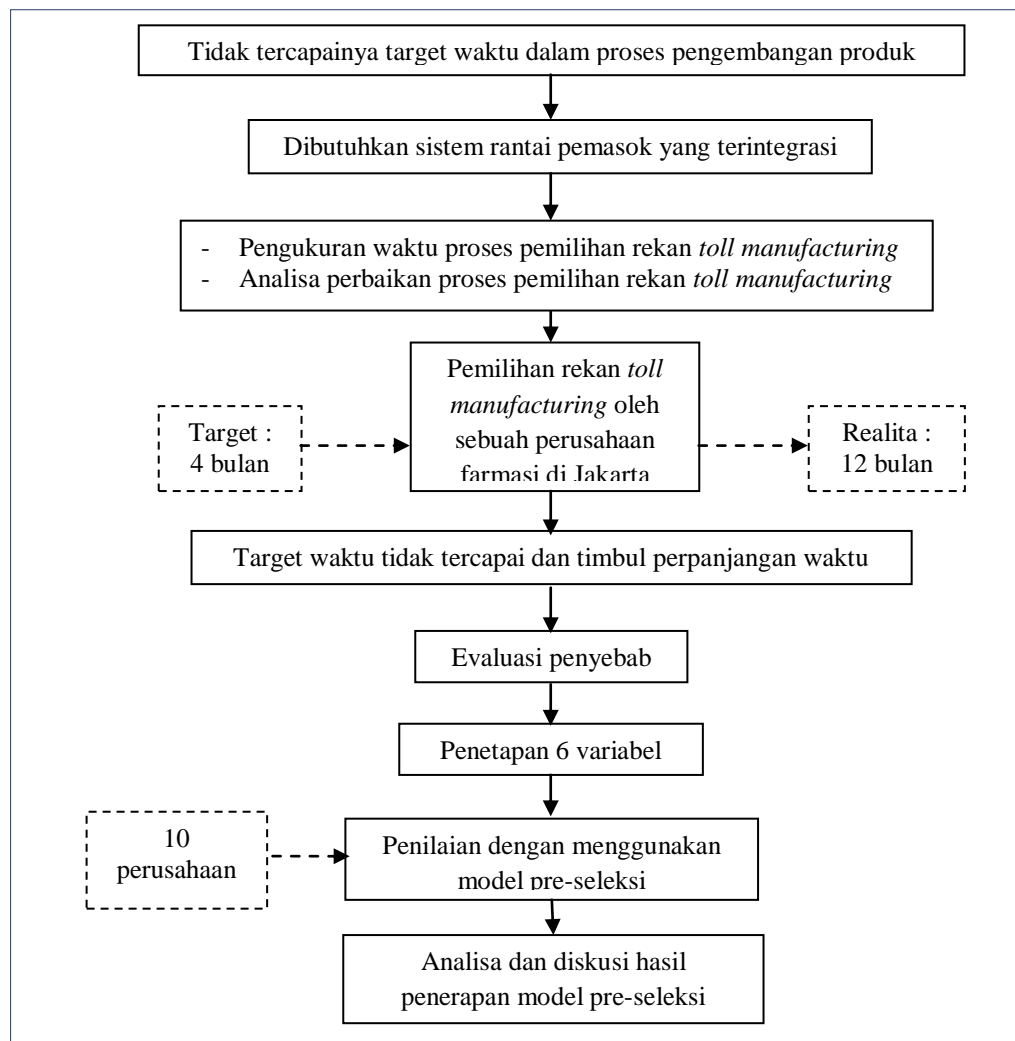 Tidak tercapainya target waktu dalam proses pengembangan produk
Dibutuhkan sistem rantai pemasok yang terintegrasi
- Pengukuran waktu proses pemilihan rekan toll manufacturing
- Analisa perbaikan proses pemilihan rekan toll manufacturing
Target :
4 bulan
Pemilihan rekan toll
manufacturing oleh
sebuah perusahaan
farmasi di Jakarta
Realita :
12 bulan
Target waktu tidak tercapai dan timbul perpanjangan waktu
Evaluasi penyebab
Penetapan 6 variabel
10
perusahaan
Penilaian dengan menggunakan
model pre-seleksi
Analisa dan diskusi hasil
penerapan model pre-seleksi